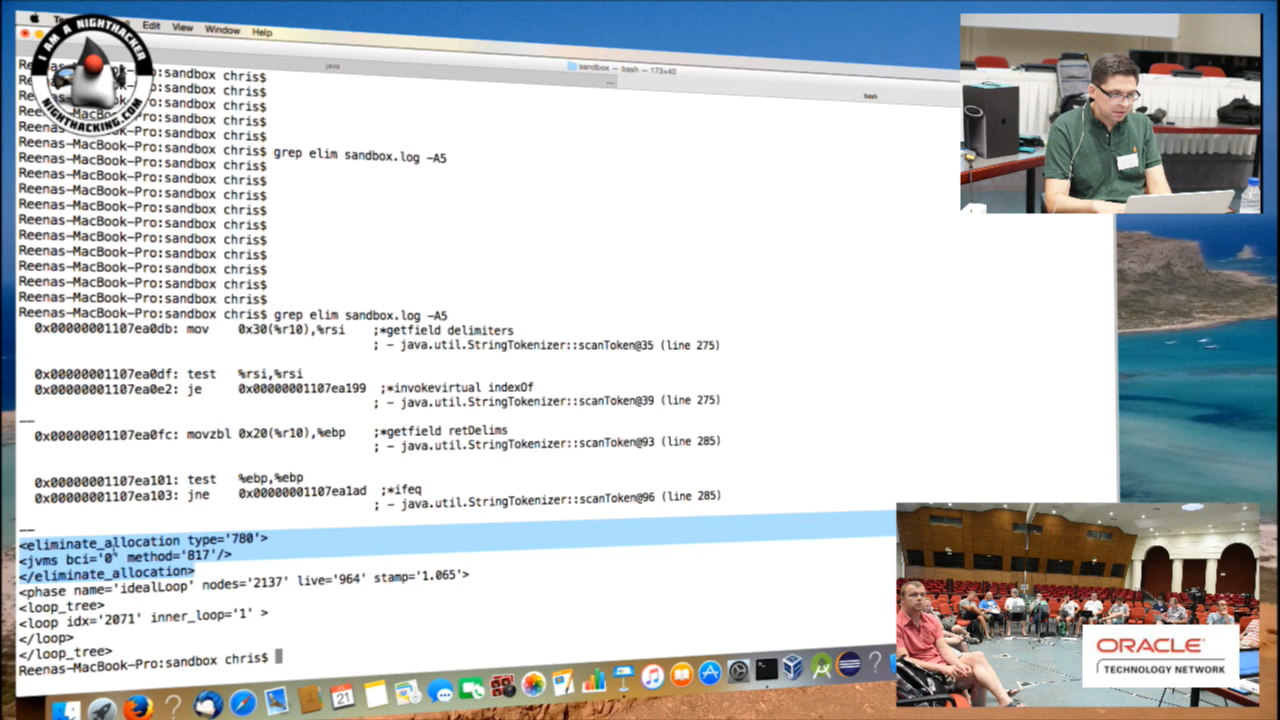 I AM A NIGHTHACKER
NIGHTHACKING.COM
Edit View Window Help
java
sandbox — bash — 173×40
bash
chris$
Reenas-MacBook-Pro:sandbox chris$
Reenas-MacBook-Pro:sandbox chris$ grep elim sandbox.log -A5
Reenas-MacBook-Pro:sandbox chris$
Reenas-MacBook-Pro:sandbox chris$
Reenas-MacBook-Pro:sandbox chris$
Reenas-MacBook-Pro:sandbox chris$
Reenas-MacBook-Pro:sandbox chris$
Reenas-MacBook-Pro:sandbox chris$
Reenas-MacBook-Pro:sandbox chris$
Reenas-MacBook-Pro:sandbox chris$
Reenas-MacBook-Pro:sandbox chris$
Reenas-MacBook-Pro:sandbox chris$ grep elim sandbox.log -A5
0x00000001107ea0db: mov 0x30(%r10),%rsi ;*getfield delimiters
; - java.util.StringTokenizer::scanToken@35 (line 275)
0x00000001107ea0df: test %rsi,%rsi
0x00000001107ea0e2: je 0x00000001107ea199 ;*invokevirtual indexOf
; - java.util.StringTokenizer::scanToken@39 (line 275)
--
0x00000001107ea0fc: movzbl 0x20(%r10),%ebp ;*getfield retDelims
; - java.util.StringTokenizer::scanToken@93 (line 285)
0x00000001107ea101: test %ebp,%ebp
0x00000001107ea103: jne 0x00000001107ea1ad ;*ifeq
; - java.util.StringTokenizer::scanToken@96 (line 285)
--
<eliminate_allocation type='780'>
<jvms bci='0' method='817'/>
</eliminate_allocation>
<phase name='idealLoop' nodes='2137' live='964' stamp='1.065'>
<loop_tree>
<loop idx='2071' inner_loop='1' >
</loop>
</loop_tree>
Reenas-MacBook-Pro:sandbox chris$
21
ORACLE
TECHNOLOGY NETWORK